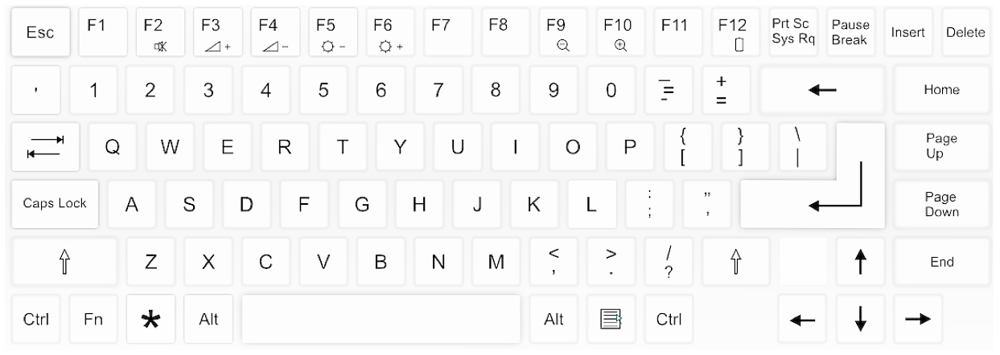 Esc F1 F2 F3 F4 F5 F6 F7 F8 F9 F10 F11 F12 Prt Sc Pause Insert Delete
+ − − + Sys Rq Break
' 1 2 3 4 5 6 7 8 9 0 − = + ← Home
- =
Q W E R T Y U I O P { } \ Page
[ ] | Up
Caps Lock A S D F G H J K L : ” ← Page
; , Down
⇧ Z X C V B N M < > / ⇧ ↑ End
, . ?
Ctrl Fn * Alt Alt Ctrl ← ↓ →